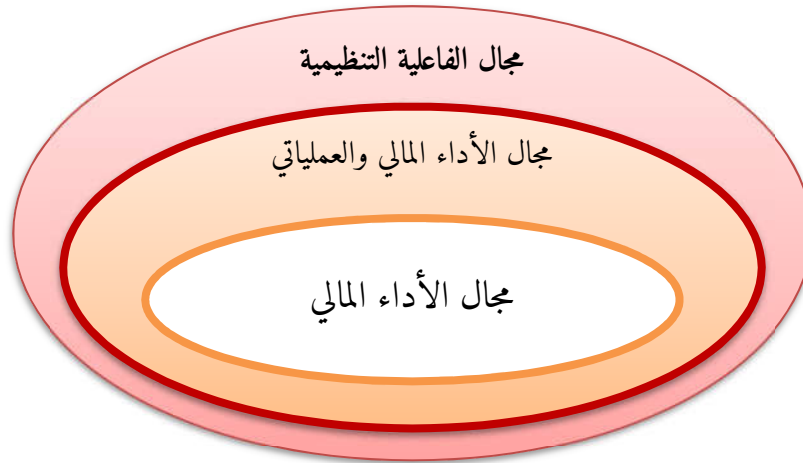 مجال الفاعلية التنظيمية
مجال الأداء المالي والعملياتي
مجال الأداء المالي